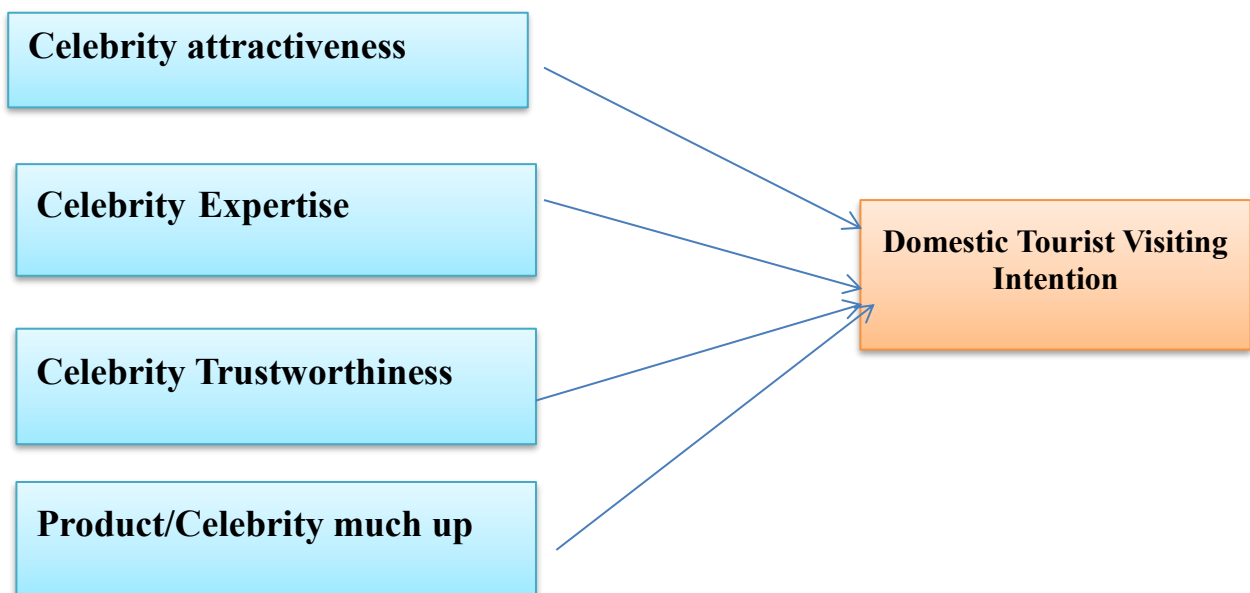 Celebrity attractiveness
Celebrity Expertise
Domestic Tourist Visiting
Intention
Celebrity Trustworthiness
Product/Celebrity much up